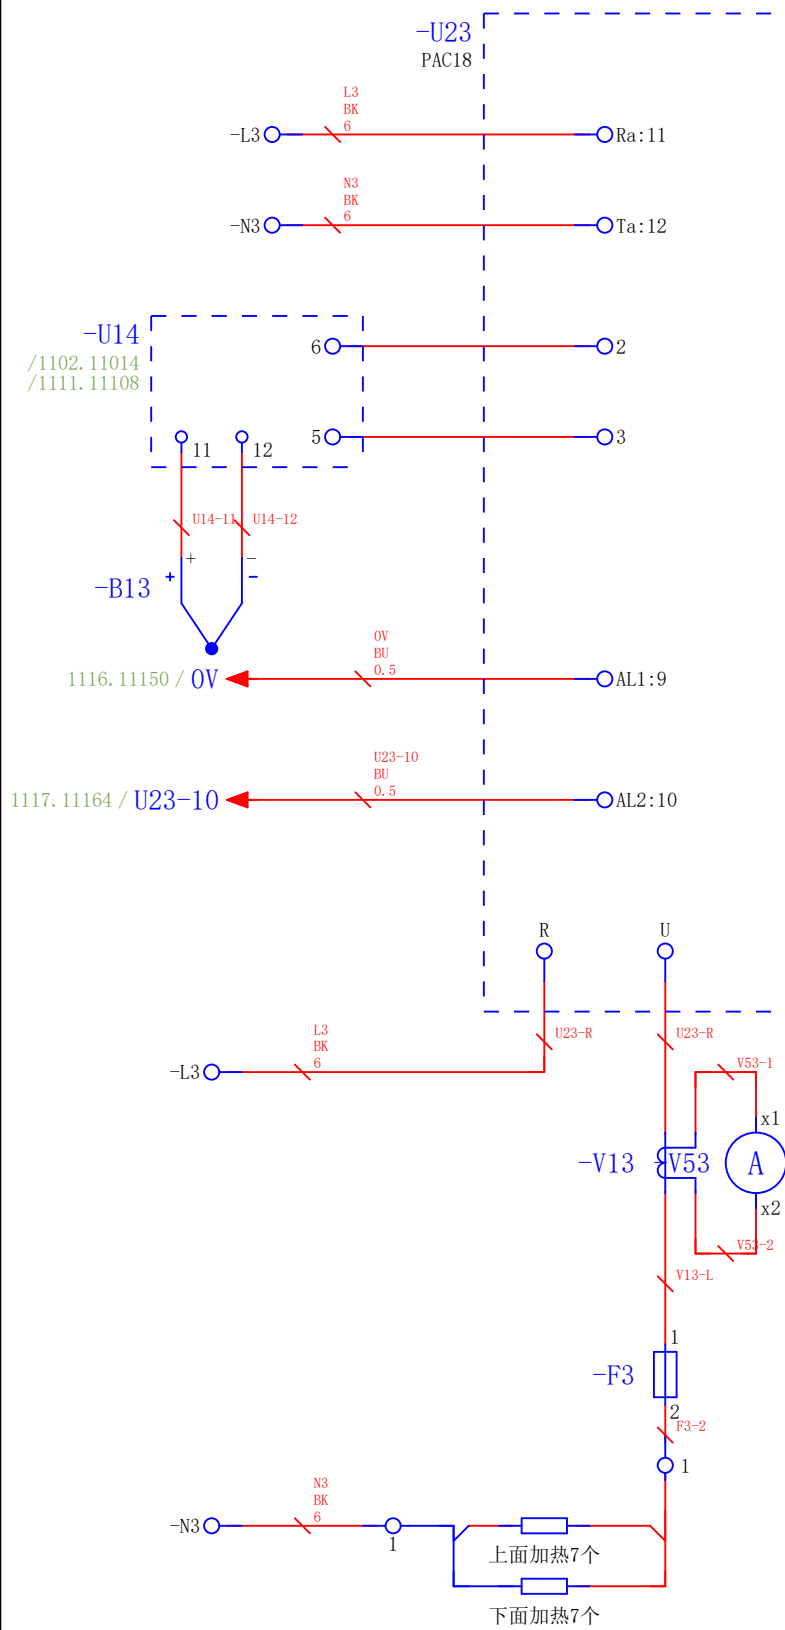 -U23
PAC18
L3
BK
6
-L3
Ra:11
N3
BK
6
-N3
Ta:12
-U14
/1102.11014
/1111.11108
6
2
5
3
11
12
U14-11
U14-12
+
-
-B13
+
-
0V
BU
0.5
1116.11150 / 0V
AL1:9
U23-10
BU
0.5
1117.11164 / U23-10
AL2:10
R
U
L3
BK
6
U23-R
U23-R
-L3
V53-1
x1
-V13
-V53
A
x2
V53-2
V13-L
1
-F3
2
F3-2
1
N3
BK
6
-N3
1
上面加热7个
下面加热7个